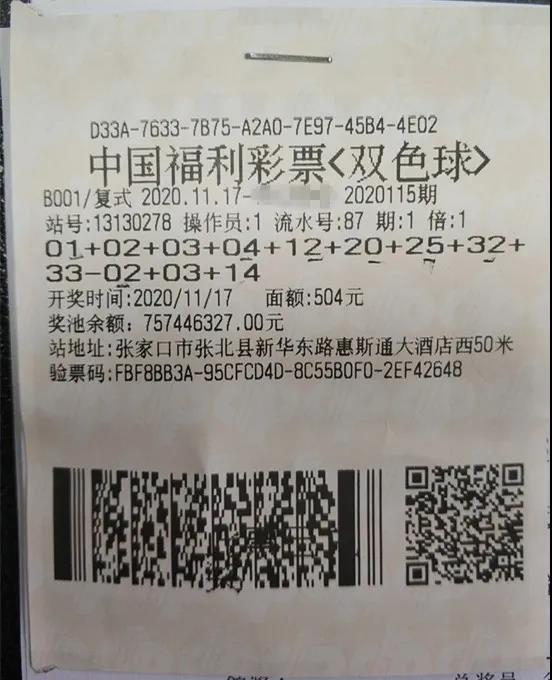 D33A-7633-7B75-A2A0-7E97-45B4-4E02
中国福利彩票<双色球>
B001/复式 2020.11.17- 2020115期
站号:13130278 操作员:1 流水号:87 期:1 倍:1
01+02+03+04+12+20+25+32+
33-02+03+14
开奖时间:2020/11/17 面额:504元
奖池余额: 757446327.00元
站地址:张家口市张北县新华东路惠斯通大酒店西50米
验票码:FBF8BB3A-95CFCD4D-8C55B0F0-2EF42648